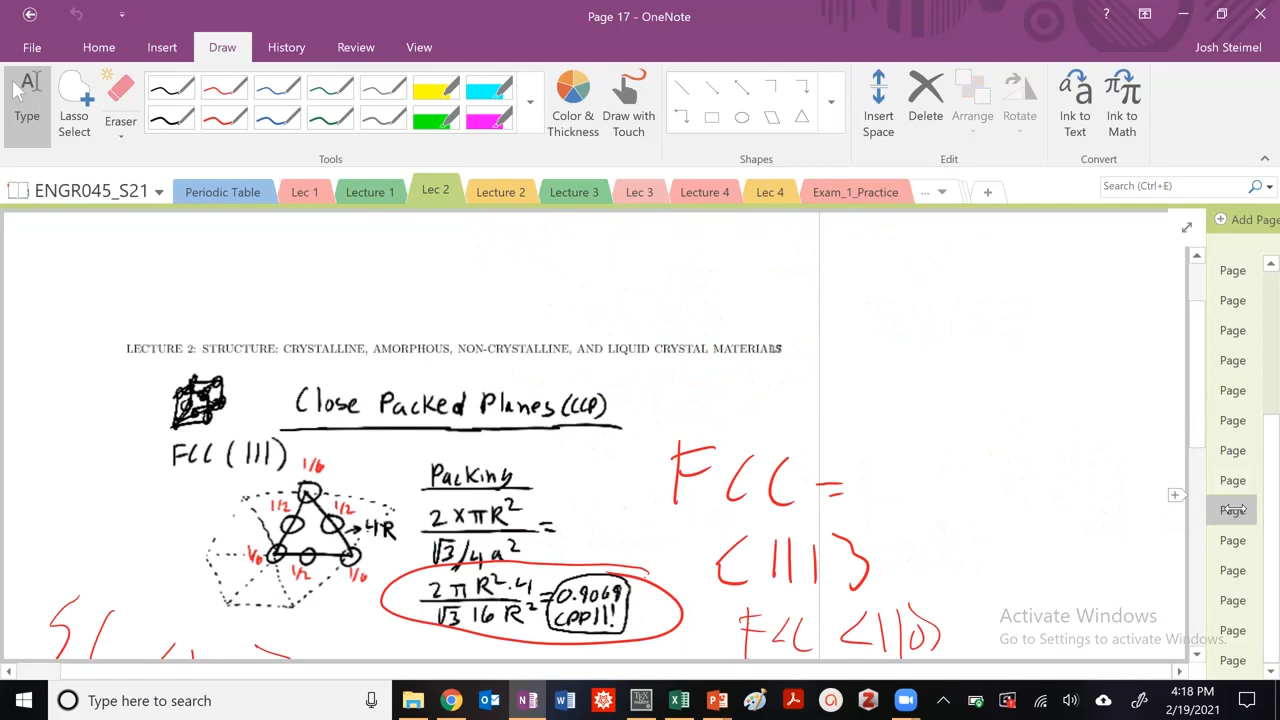 Page 17 - OneNote
?
Josh Steimel
File Home Insert Draw History Review View
Type
Lasso Select
Eraser
Color & Thickness
Draw with Touch
Insert Space
Delete
Arrange
Rotate
Ink to Text
Ink to Math
Tools
Shapes
Edit
Convert
ENGR045_S21
Periodic Table Lec 1 Lecture 1 Lec 2 Lecture 2 Lecture 3 Lec 3 Lecture 4 Lec 4 Exam_1_Practice ... +
Search (Ctrl+E)
Add Page
Page
Page
Page
Page
Page
Page
Page
Page
Page
Page
Page
Page
Page
LECTURE 2: STRUCTURE: CRYSTALLINE, AMORPHOUS, NON-CRYSTALLINE, AND LIQUID CRYSTAL MATERIALS
Close Packed Planes (CCP)
FCC (111)
1/6
1/2 1/2
4R
1/6 1/2 1/6
Packing
2 × πR² / √3/4 a² =
2 π R² · 4 / √3 16 R² = 0.9069
CPP!!!
FCC =
{111}
FCC <110>
Activate Windows
Go to Settings to activate Windows.
Type here to search
4:18 PM
2/19/2021